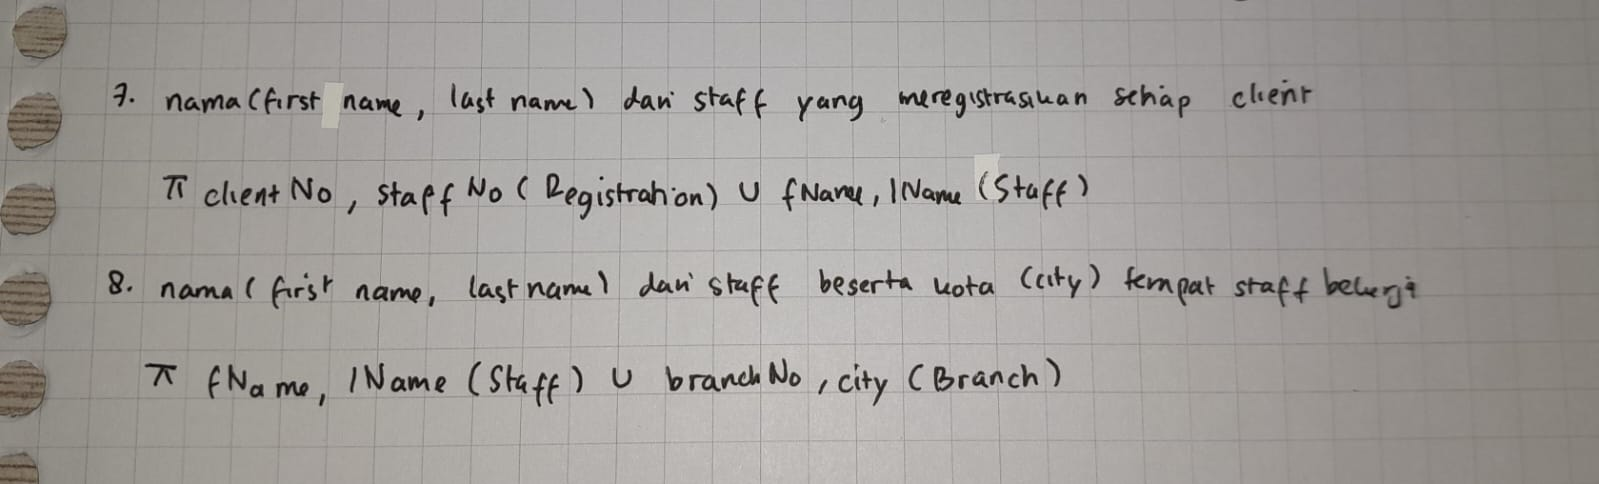 7. nama (first name, last name) dari staff yang meregistrasikan setiap client
π clientNo, staffNo (Registration) ∪ fName, lName (Staff)
8. nama (first name, last name) dari staff beserta kota (city) tempat staff bekerja
π fName, lName (Staff) ∪ branchNo, city (Branch)